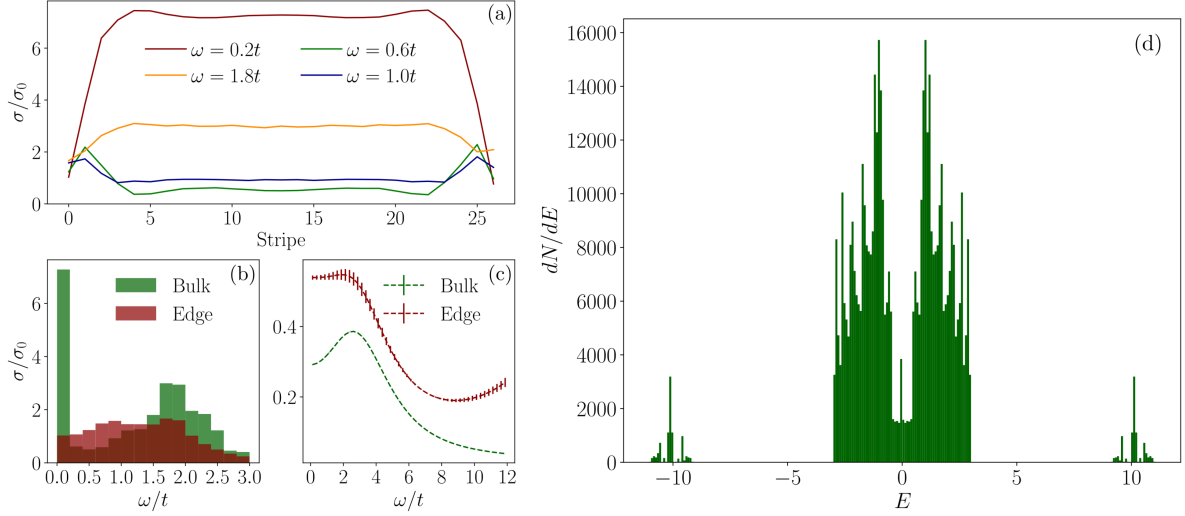 (a)
6
4
2
0
σ/σ₀
ω = 0.2t
ω = 0.6t
ω = 1.8t
ω = 1.0t
0 5 10 15 20 25
Stripe
(b)
Bulk
Edge
6
4
2
0
σ/σ₀
0.0 0.5 1.0 1.5 2.0 2.5 3.0
ω/t
(c)
Bulk
Edge
0.4
0.2
0 2 4 6 8 10 12
ω/t
(d)
16000
14000
12000
10000
8000
6000
4000
2000
0
dN/dE
−10 −5 0 5 10
E